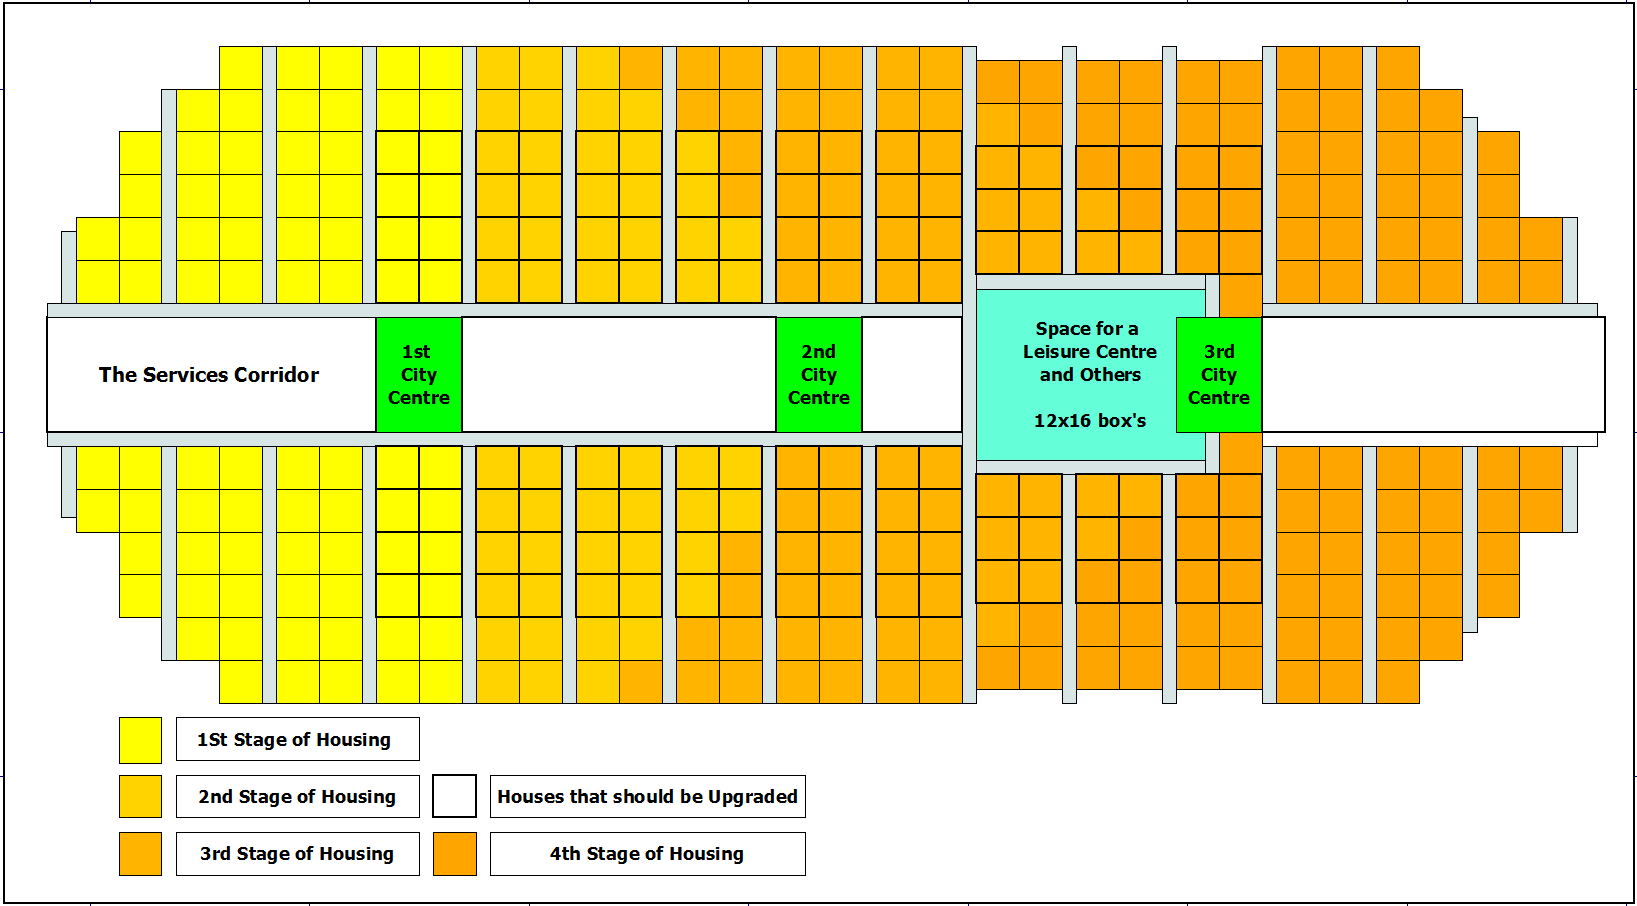 The Services Corridor
1st
City
Centre
2nd
City
Centre
Space for a
Leisure Centre
and Others
12x16 box's
3rd
City
Centre
1St Stage of Housing
2nd Stage of Housing
Houses that should be Upgraded
3rd Stage of Housing
4th Stage of Housing